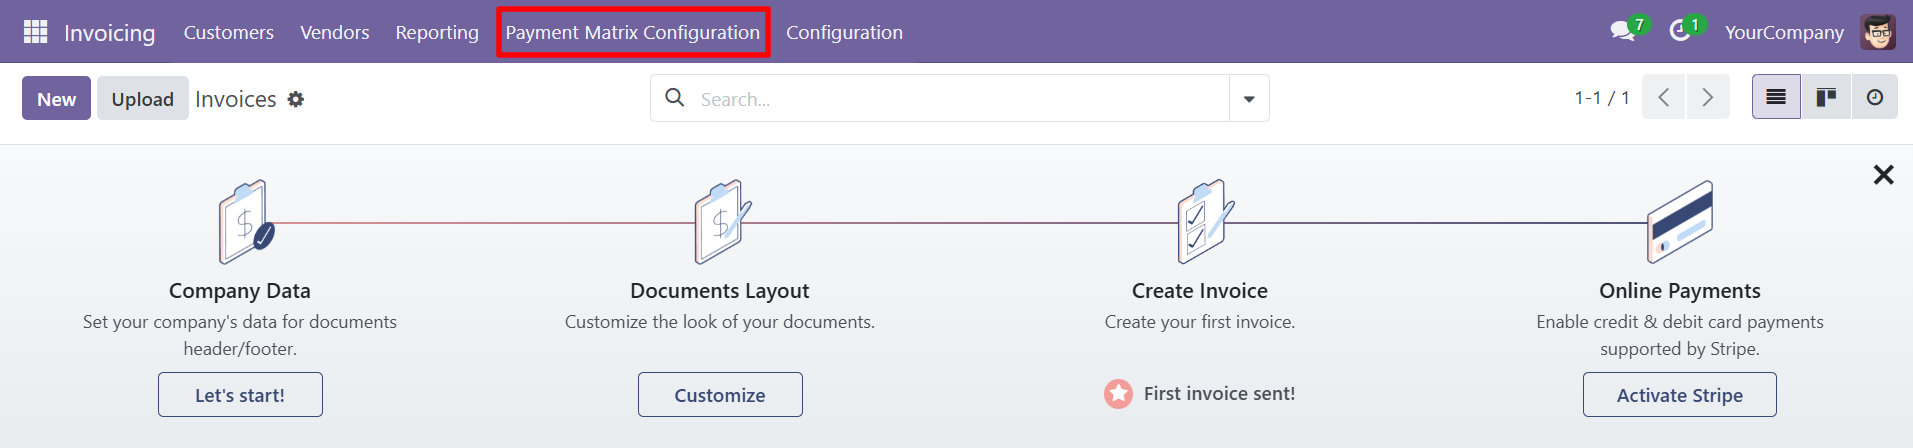 Invoicing Customers Vendors Reporting Payment Matrix Configuration Configuration 7 1 YourCompany
New Upload Invoices Search... 1-1 / 1
Company Data
Set your company's data for documents
header/footer.
Let's start!
Documents Layout
Customize the look of your documents.
Customize
Create Invoice
Create your first invoice.
First invoice sent!
Online Payments
Enable credit & debit card payments
supported by Stripe.
Activate Stripe